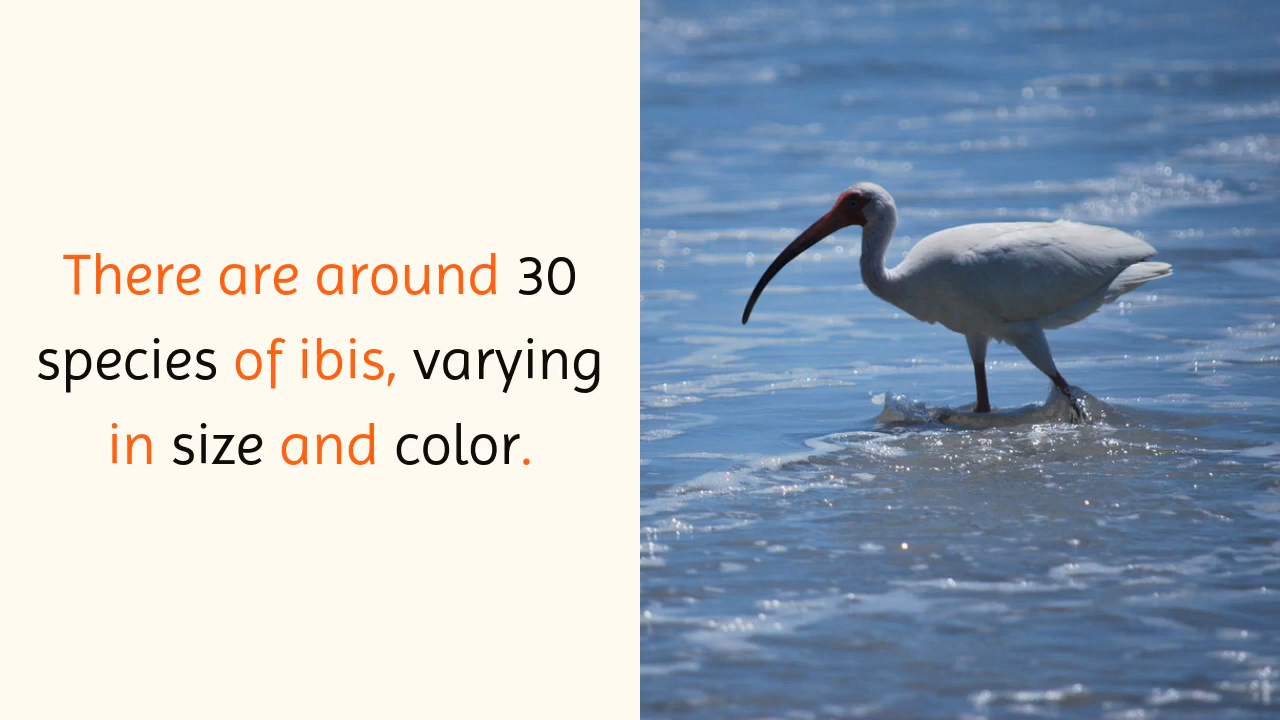 There are around 30
species of ibis, varying
in size and color.